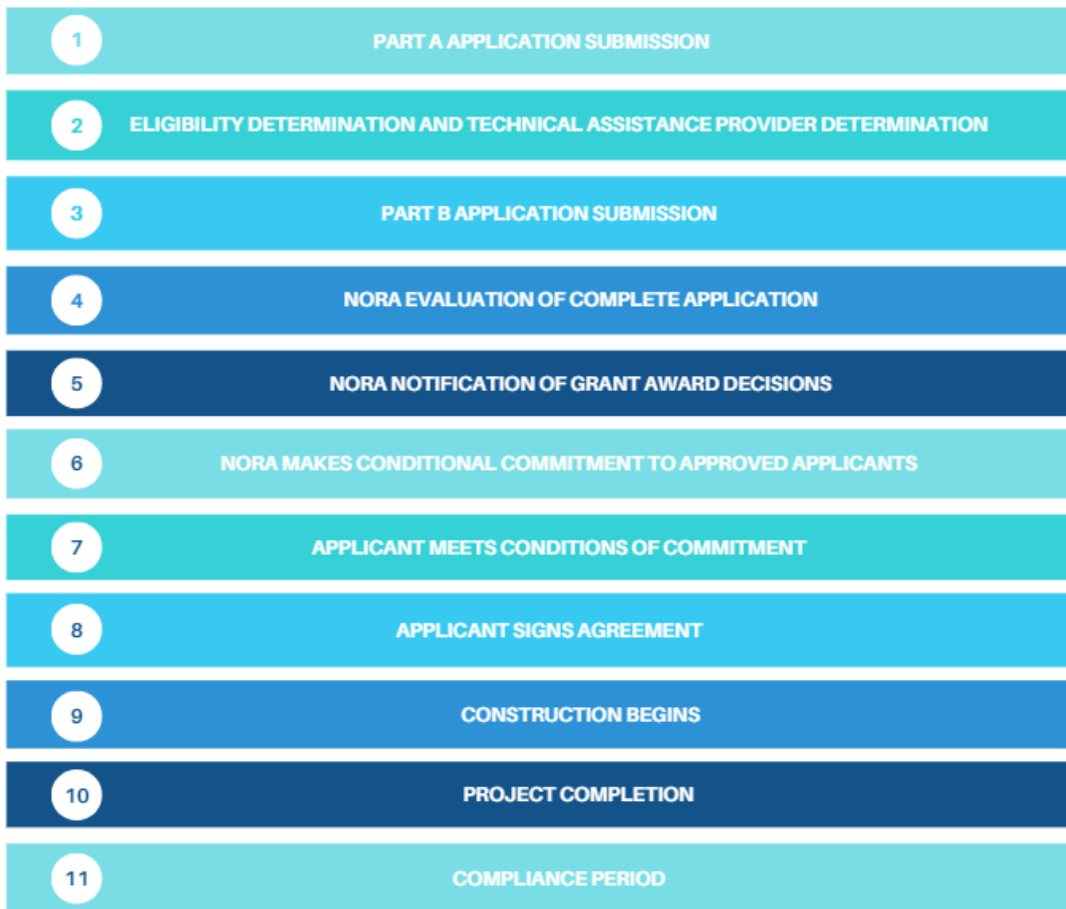 1 PART A APPLICATION SUBMISSION
2 ELIGIBILITY DETERMINATION AND TECHNICAL ASSISTANCE PROVIDER DETERMINATION
3 PART B APPLICATION SUBMISSION
4 NORA EVALUATION OF COMPLETE APPLICATION
5 NORA NOTIFICATION OF GRANT AWARD DECISIONS
6 NORA MAKES CONDITIONAL COMMITMENT TO APPROVED APPLICANTS
7 APPLICANT MEETS CONDITIONS OF COMMITMENT
8 APPLICANT SIGNS AGREEMENT
9 CONSTRUCTION BEGINS
10 PROJECT COMPLETION
11 COMPLIANCE PERIOD